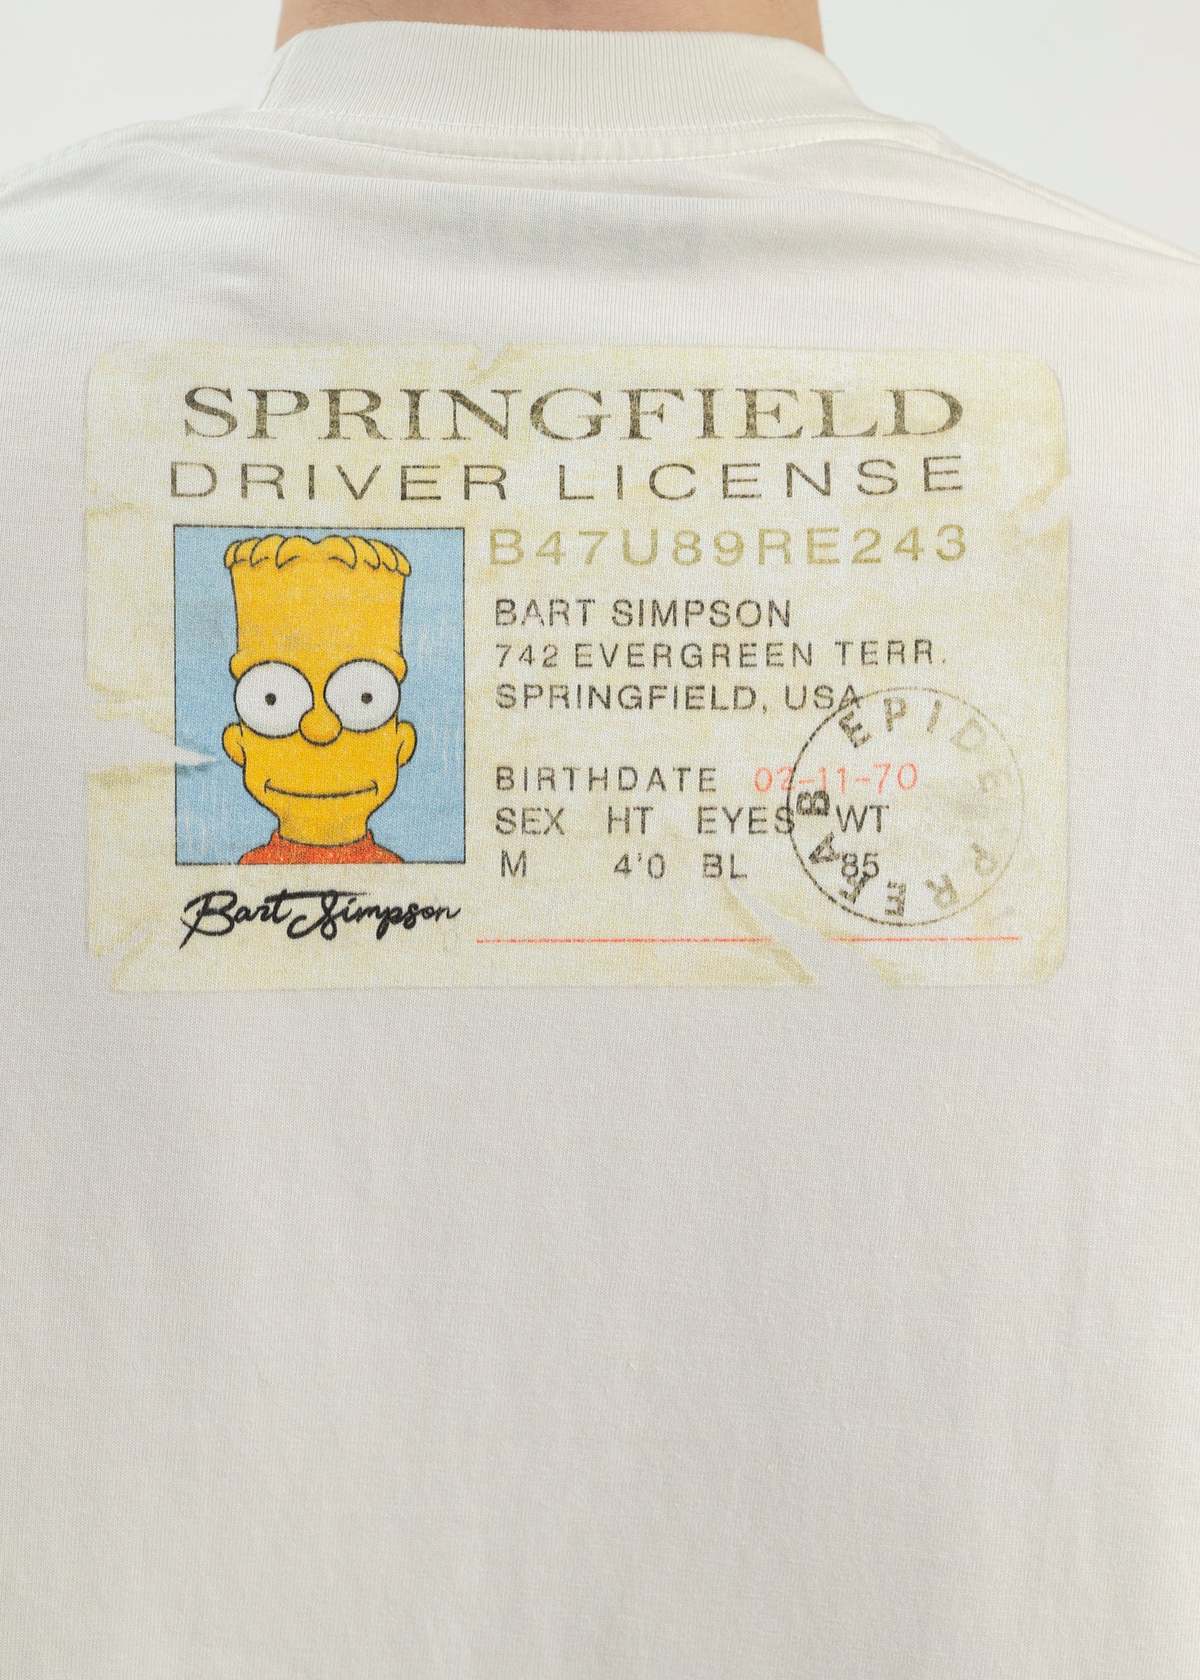 SPRINGFIELD
DRIVER LICENSE
B47U89RE243
BART SIMPSON
742 EVERGREEN TERR.
SPRINGFIELD, USA
BIRTHDATE 02-11-70
SEX HT EYES WT
M 4'0 BL 85
Bart Simpson